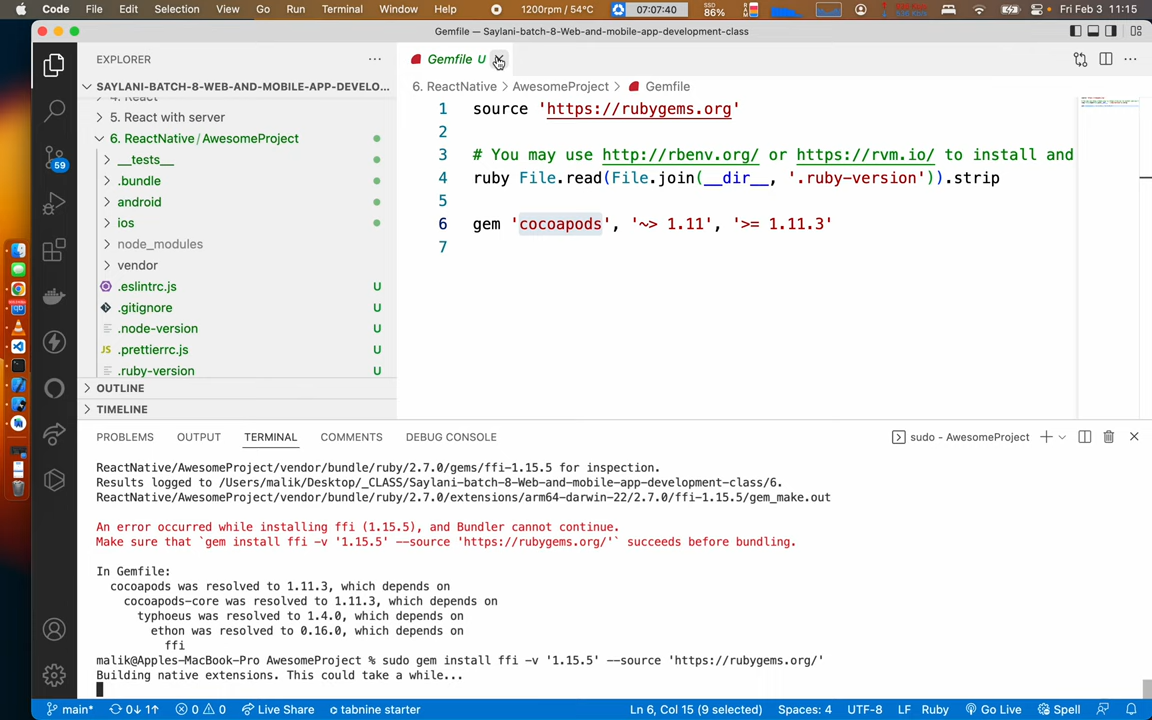 Code File Edit Selection View Go Run Terminal Window Help 1200rpm / 54°C 07:07:40 SSD 86% Fri Feb 3 11:15
Gemfile — Saylani-batch-8-Web-and-mobile-app-development-class
EXPLORER
Gemfile U
SAYLANI-BATCH-8-WEB-AND-MOBILE-APP-DEVELO...
6. ReactNative > AwesomeProject > Gemfile
4. React
5. React with server
6. ReactNative / AwesomeProject
__tests__
.bundle
android
ios
node_modules
vendor
.eslintrc.js U
.gitignore U
.node-version U
JS .prettierrc.js U
.ruby-version U
OUTLINE
TIMELINE
59
1 source 'https://rubygems.org'
2
3 # You may use http://rbenv.org/ or https://rvm.io/ to install and
4 ruby File.read(File.join(__dir__, '.ruby-version')).strip
5
6 gem 'cocoapods', '~> 1.11', '>= 1.11.3'
7
PROBLEMS OUTPUT TERMINAL COMMENTS DEBUG CONSOLE sudo - AwesomeProject
ReactNative/AwesomeProject/vendor/bundle/ruby/2.7.0/gems/ffi-1.15.5 for inspection.
Results logged to /Users/malik/Desktop/_CLASS/Saylani-batch-8-Web-and-mobile-app-development-class/6.
ReactNative/AwesomeProject/vendor/bundle/ruby/2.7.0/extensions/arm64-darwin-22/2.7.0/ffi-1.15.5/gem_make.out
An error occurred while installing ffi (1.15.5), and Bundler cannot continue.
Make sure that `gem install ffi -v '1.15.5' --source 'https://rubygems.org/'` succeeds before bundling.
In Gemfile:
cocoapods was resolved to 1.11.3, which depends on
cocoapods-core was resolved to 1.11.3, which depends on
typhoeus was resolved to 1.4.0, which depends on
ethon was resolved to 0.16.0, which depends on
ffi
malik@Apples-MacBook-Pro AwesomeProject % sudo gem install ffi -v '1.15.5' --source 'https://rubygems.org/'
Building native extensions. This could take a while...
main* 0↓ 1↑ 0 0 Live Share tabnine starter Ln 6, Col 15 (9 selected) Spaces: 4 UTF-8 LF Ruby Go Live Spell